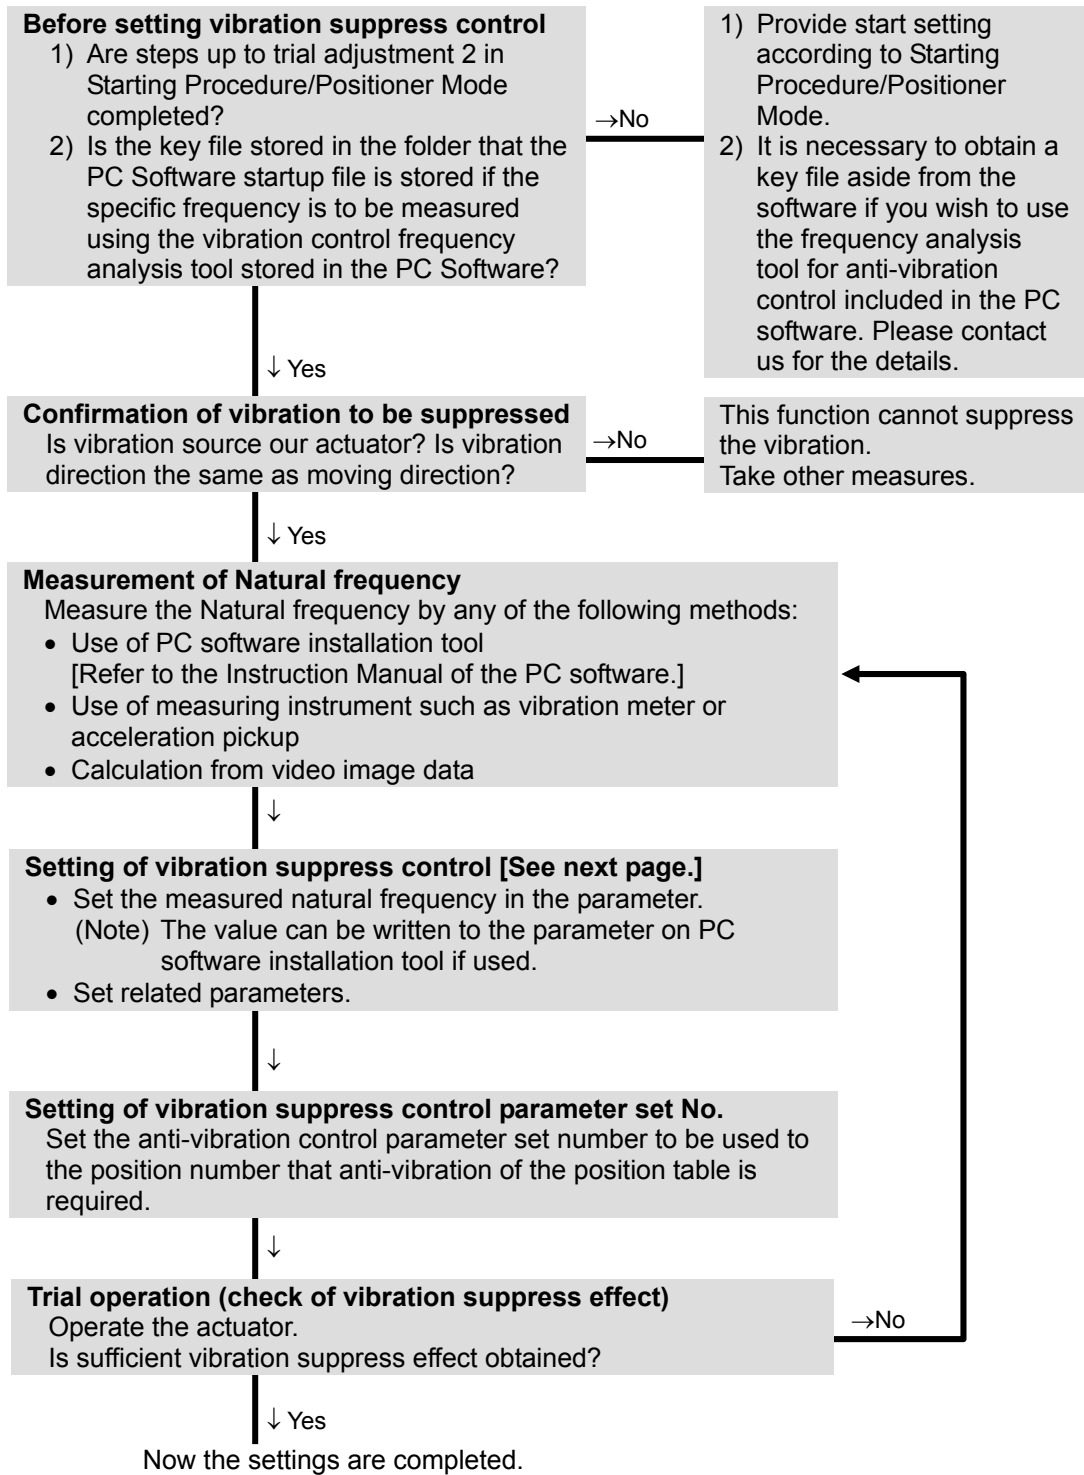 Before setting vibration suppress control
1) Are steps up to trial adjustment 2 in
Starting Procedure/Positioner Mode
completed?
2) Is the key file stored in the folder that the
PC Software startup file is stored if the
specific frequency is to be measured
using the vibration control frequency
analysis tool stored in the PC Software?
→No
1) Provide start setting
according to Starting
Procedure/Positioner
Mode.
2) It is necessary to obtain a
key file aside from the
software if you wish to use
the frequency analysis
tool for anti-vibration
control included in the PC
software. Please contact
us for the details.
↓ Yes
Confirmation of vibration to be suppressed
Is vibration source our actuator? Is vibration
direction the same as moving direction?
→No
This function cannot suppress
the vibration.
Take other measures.
↓ Yes
Measurement of Natural frequency
Measure the Natural frequency by any of the following methods:
• Use of PC software installation tool
[Refer to the Instruction Manual of the PC software.]
• Use of measuring instrument such as vibration meter or
acceleration pickup
• Calculation from video image data
↓
Setting of vibration suppress control [See next page.]
• Set the measured natural frequency in the parameter.
(Note) The value can be written to the parameter on PC
software installation tool if used.
• Set related parameters.
↓
Setting of vibration suppress control parameter set No.
Set the anti-vibration control parameter set number to be used to
the position number that anti-vibration of the position table is
required.
↓
Trial operation (check of vibration suppress effect)
Operate the actuator.
Is sufficient vibration suppress effect obtained?
→No
↓ Yes
Now the settings are completed.